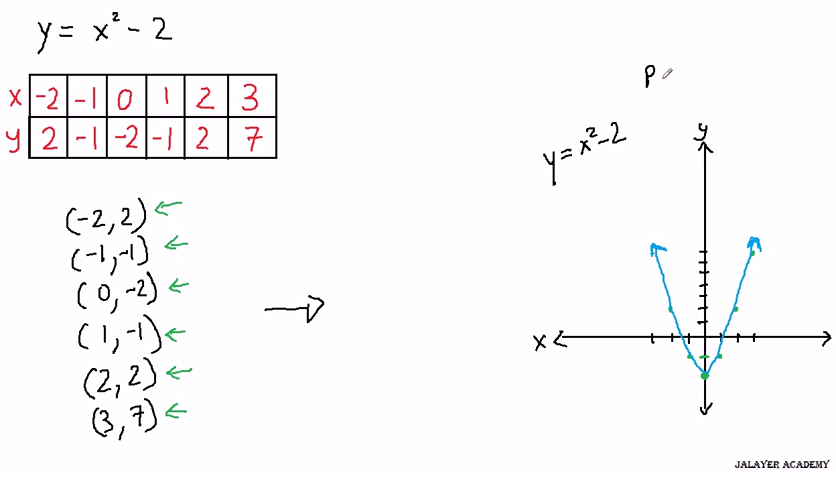 y = x² - 2
x -2 -1 0 1 2 3
y 2 -1 -2 -1 2 7
(-2, 2)
(-1, -1)
(0, -2)
(1, -1)
(2, 2)
(3, 7)
P
y = x² - 2
y
x
JALAYER ACADEMY